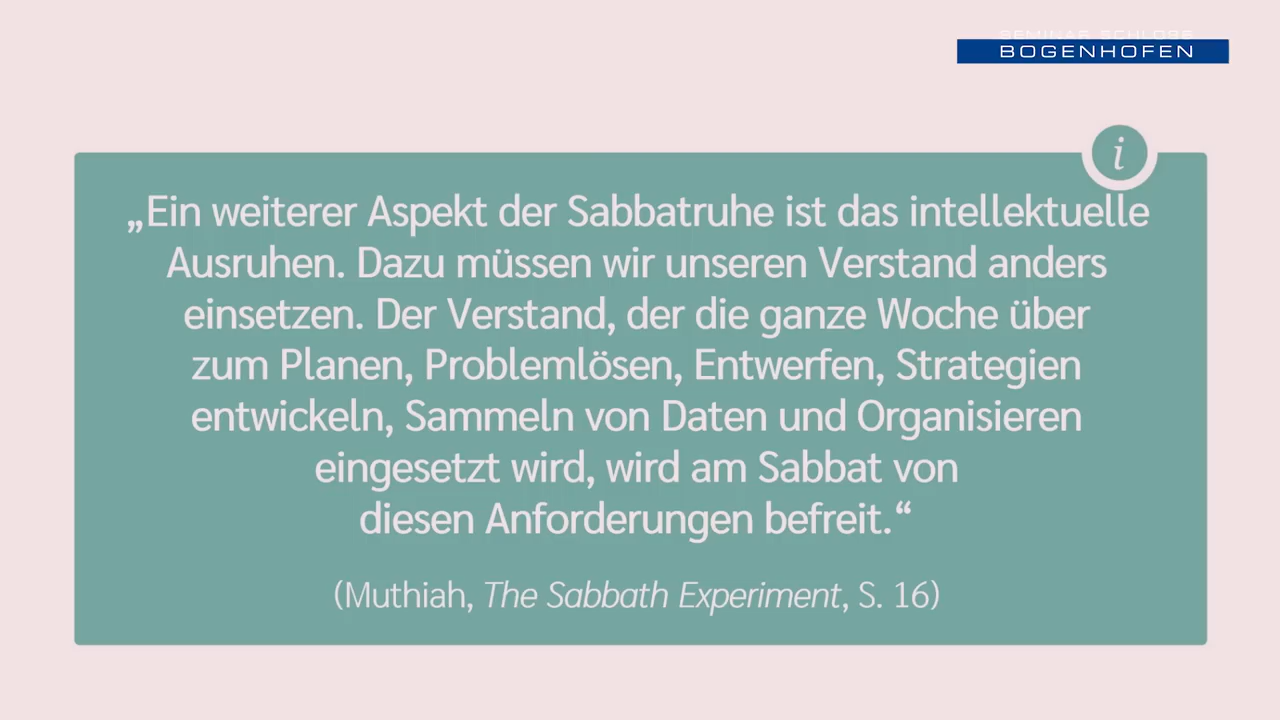 SEMINAR SCHLOSS
BOGENHOFEN
i
„Ein weiterer Aspekt der Sabbatruhe ist das intellektuelle
Ausruhen. Dazu müssen wir unseren Verstand anders
einsetzen. Der Verstand, der die ganze Woche über
zum Planen, Problemlösen, Entwerfen, Strategien
entwickeln, Sammeln von Daten und Organisieren
eingesetzt wird, wird am Sabbat von
diesen Anforderungen befreit.“
(Muthiah, The Sabbath Experiment, S. 16)